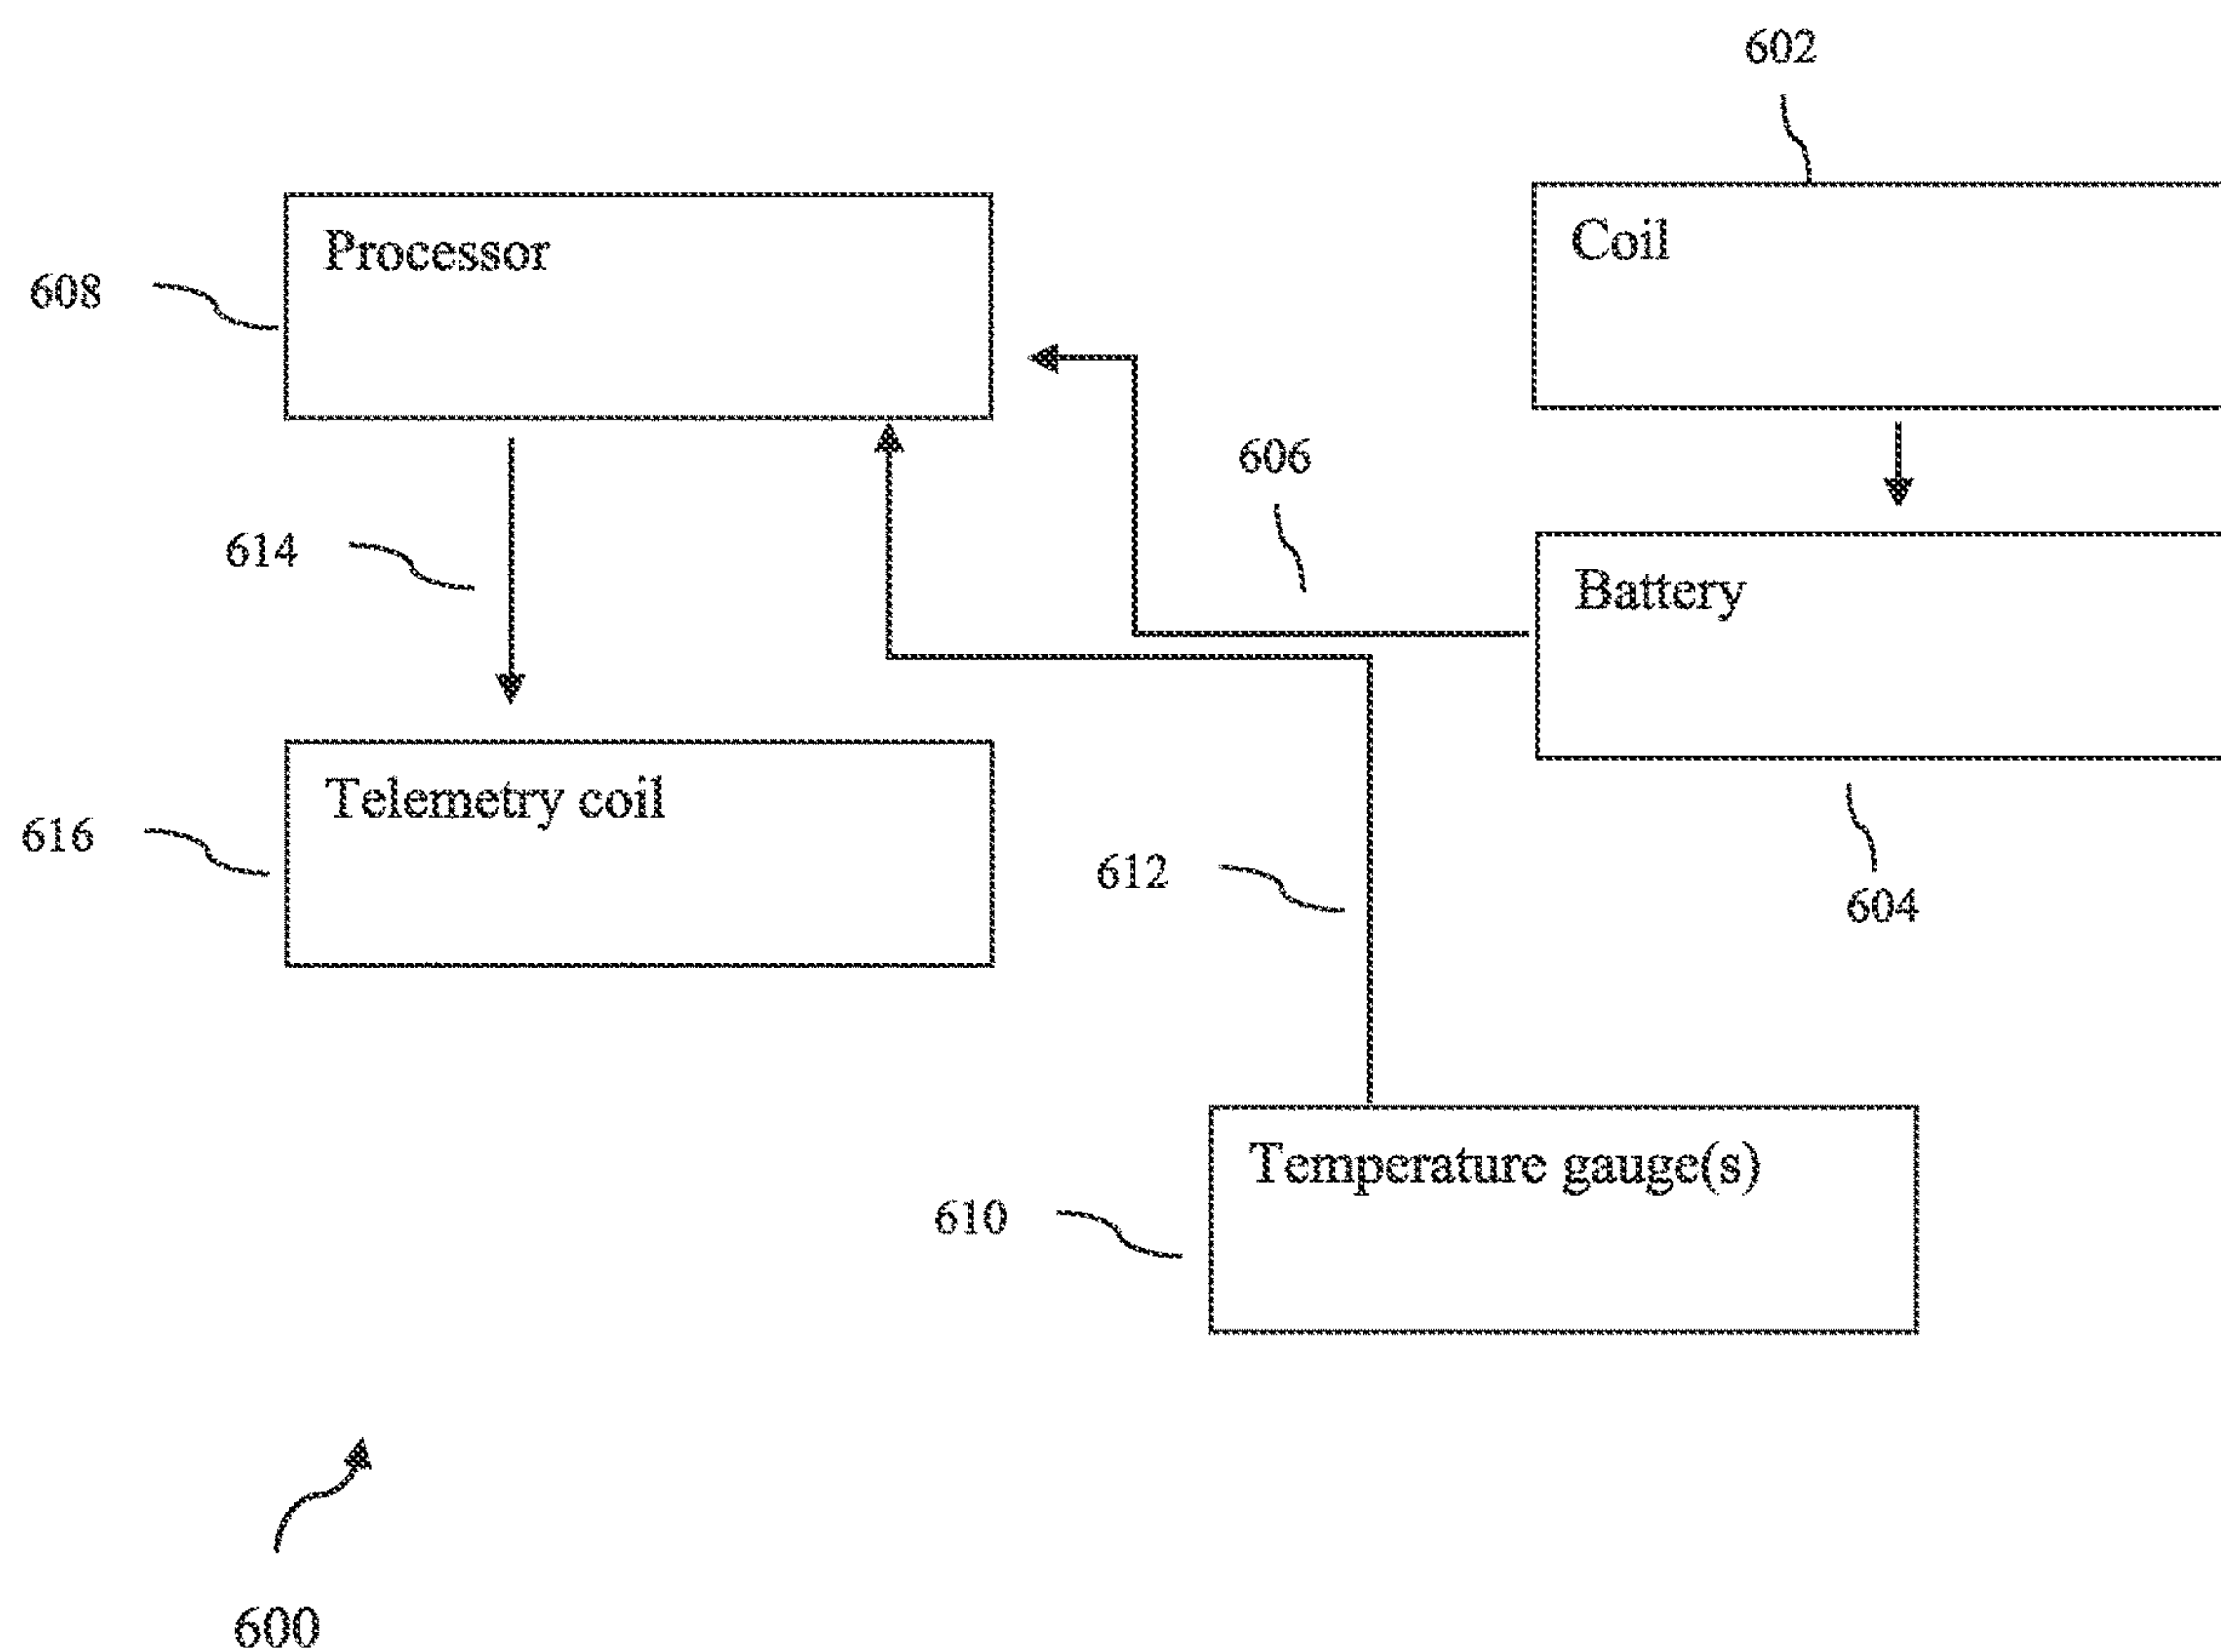 602
Processor
Coil
608
606
614
Battery
Telemetry coil
616
612
604
Temperature gauge(s)
610
600